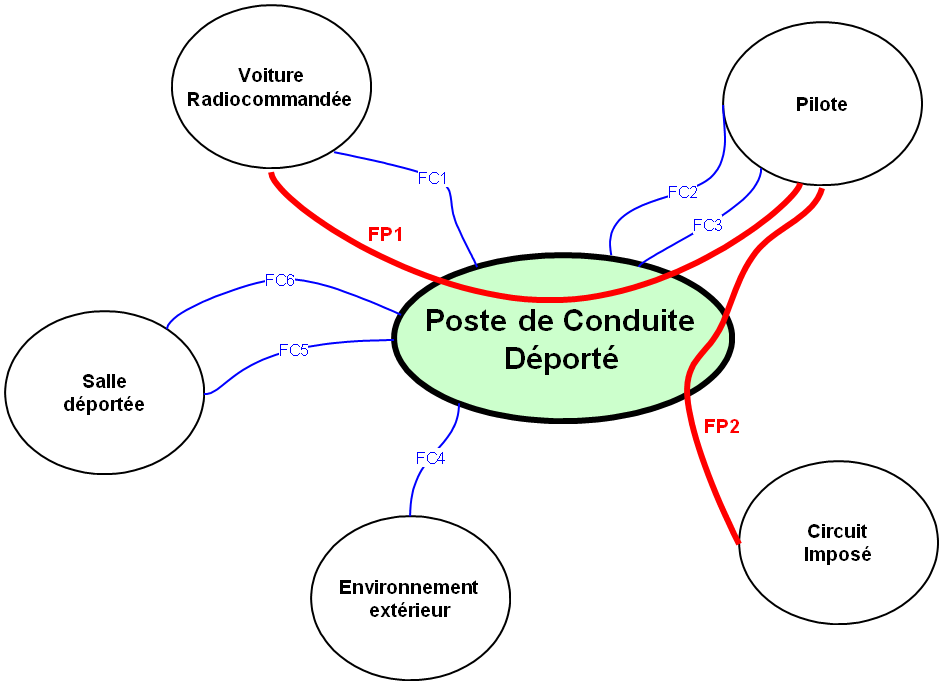 Voiture
Radiocommandée
Pilote
FC1
FC2
FC3
FP1
FC6
Poste de Conduite
Déporté
FC5
Salle
déportée
FP2
FC4
Circuit
Imposé
Environnement
extérieur